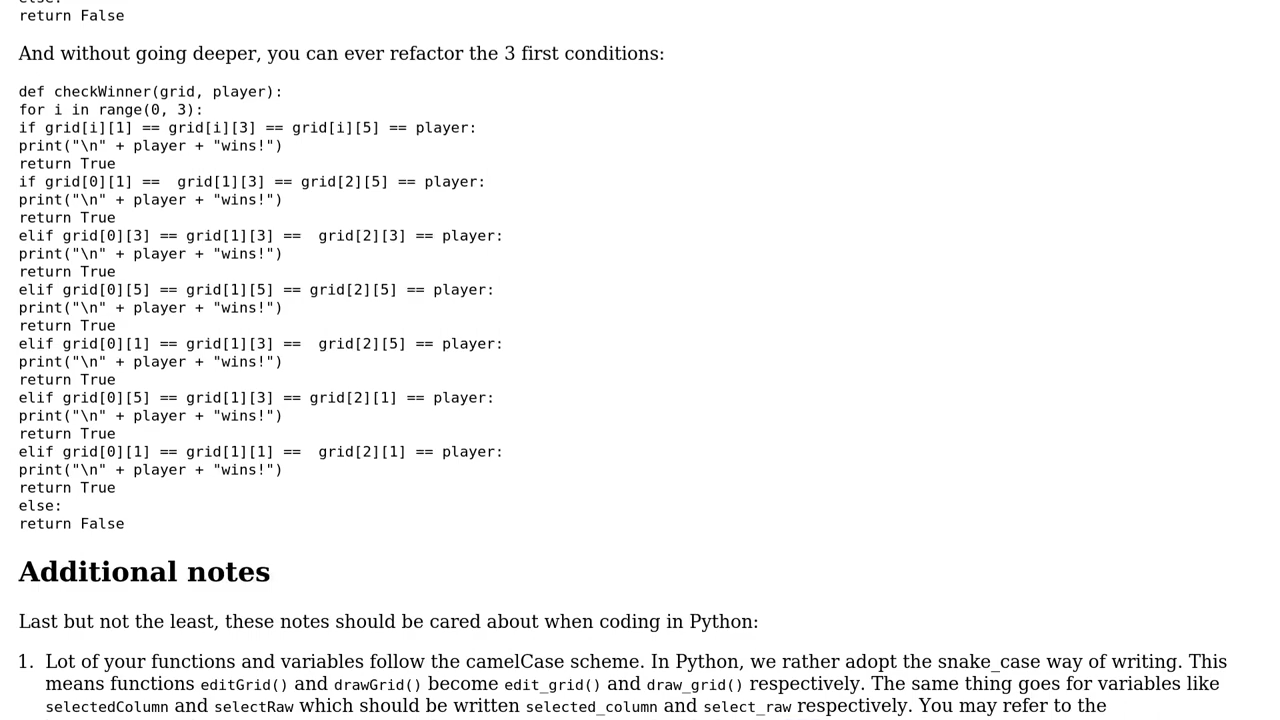 return False
And without going deeper, you can ever refactor the 3 first conditions:
def checkWinner(grid, player):
for i in range(0, 3):
if grid[i][1] == grid[i][3] == grid[i][5] == player:
print("\n" + player + "wins!")
return True
if grid[0][1] ==  grid[1][3] == grid[2][5] == player:
print("\n" + player + "wins!")
return True
elif grid[0][3] == grid[1][3] ==  grid[2][3] == player:
print("\n" + player + "wins!")
return True
elif grid[0][5] == grid[1][5] == grid[2][5] == player:
print("\n" + player + "wins!")
return True
elif grid[0][1] == grid[1][3] ==  grid[2][5] == player:
print("\n" + player + "wins!")
return True
elif grid[0][5] == grid[1][3] == grid[2][1] == player:
print("\n" + player + "wins!")
return True
elif grid[0][1] == grid[1][1] ==  grid[2][1] == player:
print("\n" + player + "wins!")
return True
else:
return False
Additional notes
Last but not the least, these notes should be cared about when coding in Python:
1. Lot of your functions and variables follow the camelCase scheme. In Python, we rather adopt the snake_case way of writing. This
means functions editGrid() and drawGrid() become edit_grid() and draw_grid() respectively. The same thing goes for variables like
selectedColumn and selectRaw which should be written selected_column and select_raw respectively. You may refer to the